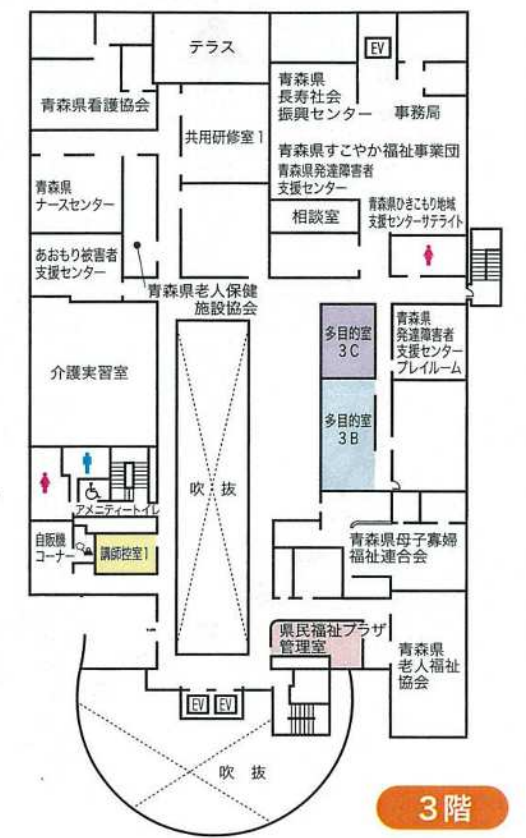 テラス
EV
青森県看護協会
共用研修室1
青森県
長寿社会
振興センター
事務局
青森県すこやか福祉事業団
青森県発達障害者
支援センター
青森県
ナースセンター
相談室
青森県ひきこもり地域
支援センターサテライト
あおもり被害者
支援センター
青森県老人保健
施設協会
多目的室
3C
青森県
発達障害者
支援センター
プレイルーム
介護実習室
多目的室
3B
吹 抜
アメニティートイレ
自販機
コーナー
講師控室1
青森県母子寡婦
福祉連合会
県民福祉プラザ
管理室
青森県
老人福祉
協会
EV
EV
吹 抜
3階